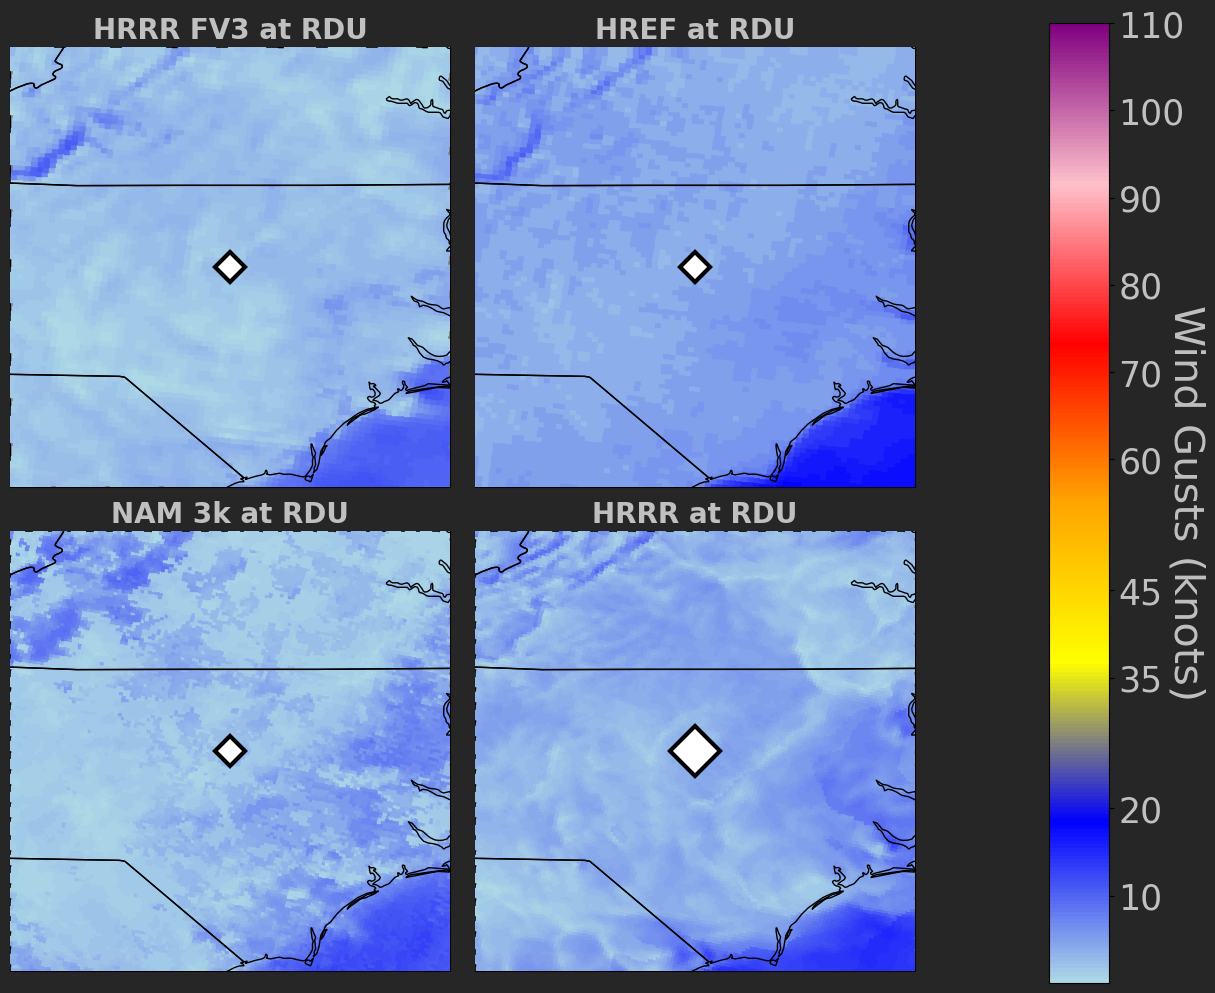 HRRR FV3 at RDU
HREF at RDU
NAM 3k at RDU
HRRR at RDU
110
100
90
80
70
60
45
35
20
10
Wind Gusts (knots)